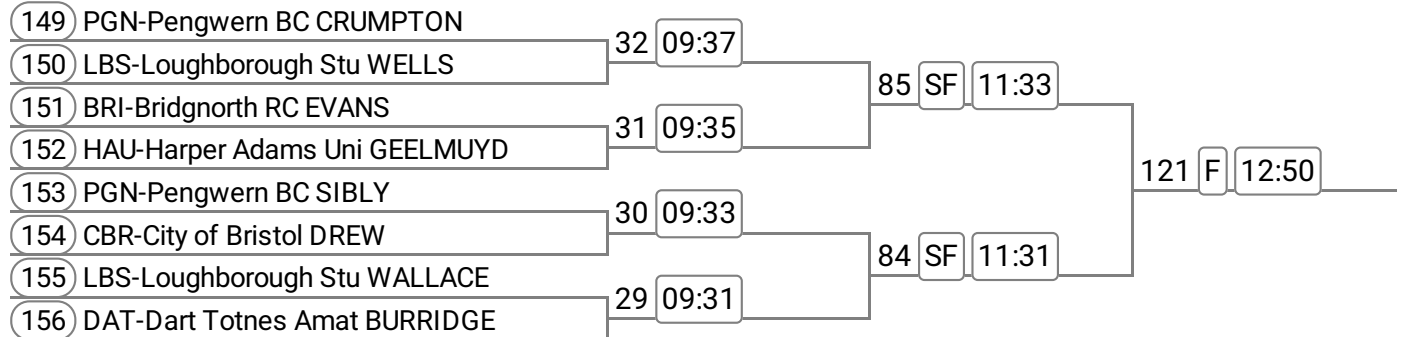 149 PGN-Pengwern BC CRUMPTON
32 09:37
150 LBS-Loughborough Stu WELLS
85 SF 11:33
151 BRI-Bridgnorth RC EVANS
31 09:35
152 HAU-Harper Adams Uni GEELMUYD
121 F 12:50
153 PGN-Pengwern BC SIBLY
30 09:33
154 CBR-City of Bristol DREW
84 SF 11:31
155 LBS-Loughborough Stu WALLACE
29 09:31
156 DAT-Dart Totnes Amat BURRIDGE